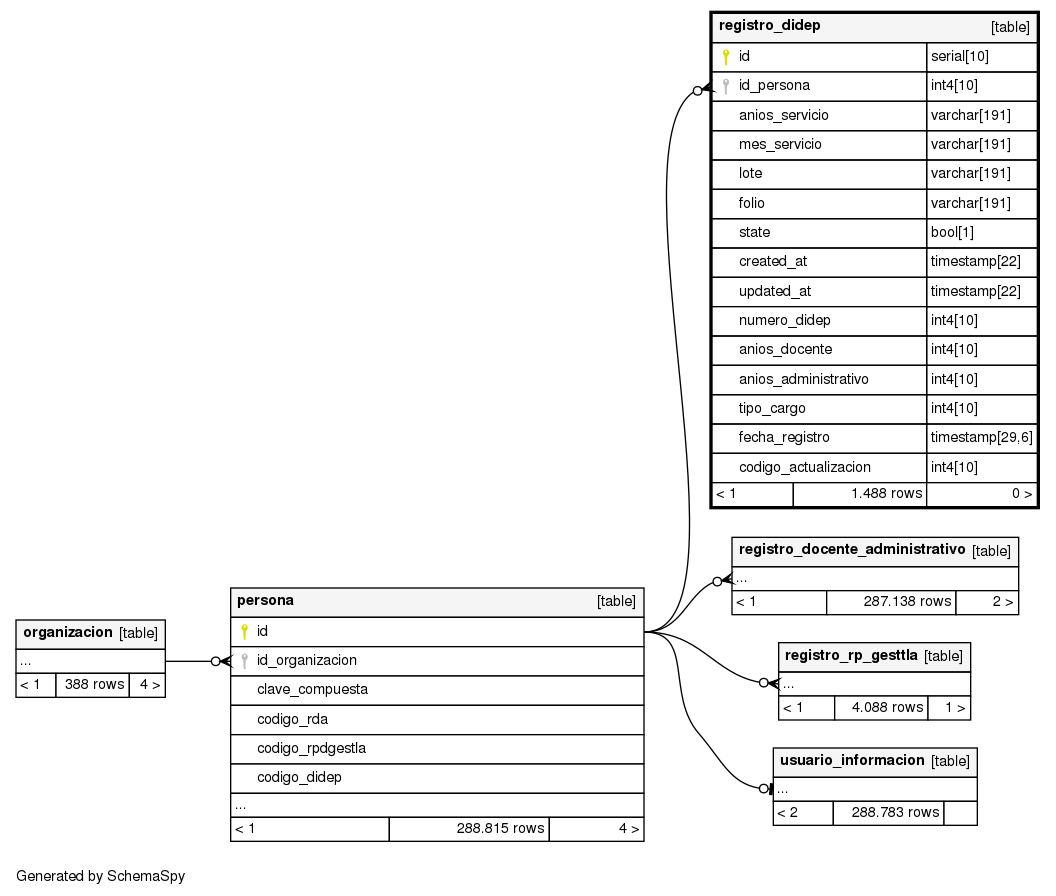 registro_didep [table]
id serial[10]
id_persona int4[10]
anios_servicio varchar[191]
mes_servicio varchar[191]
lote varchar[191]
folio varchar[191]
state bool[1]
created_at timestamp[22]
updated_at timestamp[22]
numero_didep int4[10]
anios_docente int4[10]
anios_administrativo int4[10]
tipo_cargo int4[10]
fecha_registro timestamp[29,6]
codigo_actualizacion int4[10]
< 1 1.488 rows 0 >
registro_docente_administrativo [table]
...
< 1 287.138 rows 2 >
organizacion [table]
...
< 1 388 rows 4 >
persona [table]
id
id_organizacion
clave_compuesta
codigo_rda
codigo_rpdgestla
codigo_didep
...
< 1 288.815 rows 4 >
registro_rp_gesttla [table]
...
< 1 4.088 rows 1 >
usuario_informacion [table]
...
< 2 288.783 rows
Generated by SchemaSpy